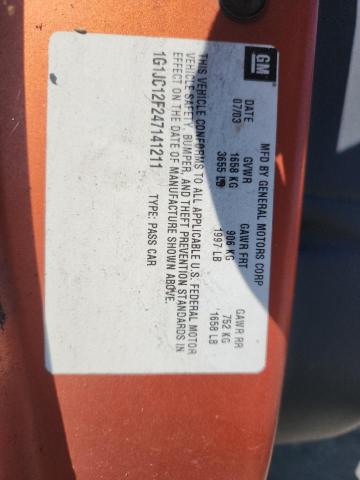 GM
MFD BY GENERAL MOTORS CORP
DATE GVWR GAWR FRT GAWR RR
07/03 1658 KG 906 KG 752 KG
3655 LB 1997 LB 1658 LB
THIS VEHICLE CONFORMS TO ALL APPLICABLE U.S. FEDERAL MOTOR
VEHICLE SAFETY, BUMPER, AND THEFT PREVENTION STANDARDS IN
EFFECT ON THE DATE OF MANUFACTURE SHOWN ABOVE.
1G1JC12F247141211 TYPE: PASS CAR